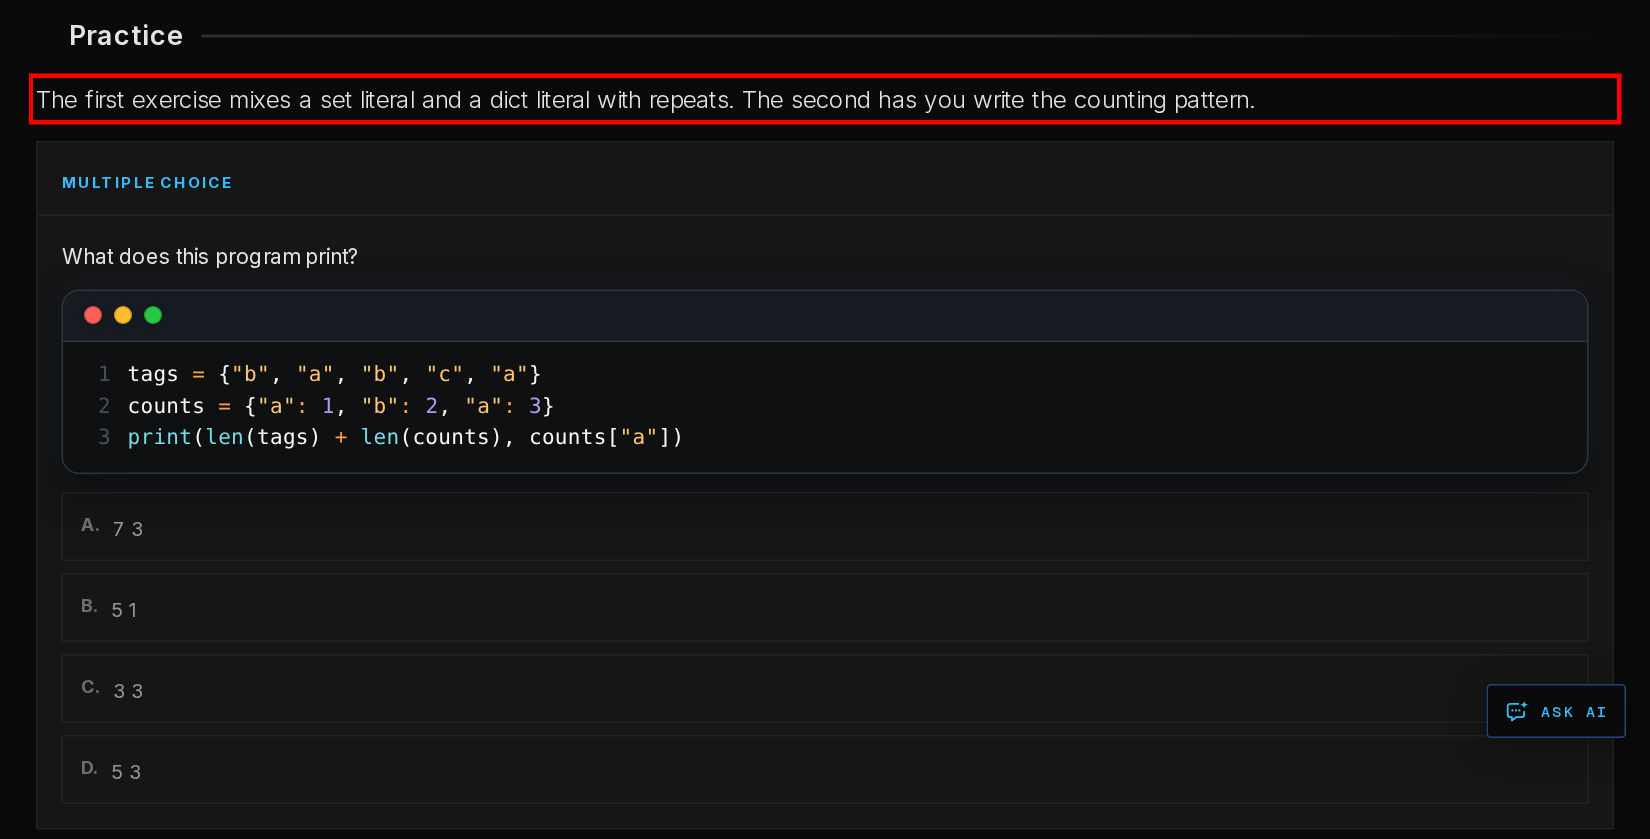 Practice
The first exercise mixes a set literal and a dict literal with repeats. The second has you write the counting pattern.
MULTIPLE CHOICE
What does this program print?
1 tags = {"b", "a", "b", "c", "a"}
2 counts = {"a": 1, "b": 2, "a": 3}
3 print(len(tags) + len(counts), counts["a"])
A. 7 3
B. 5 1
C. 3 3
ASK AI
D. 5 3